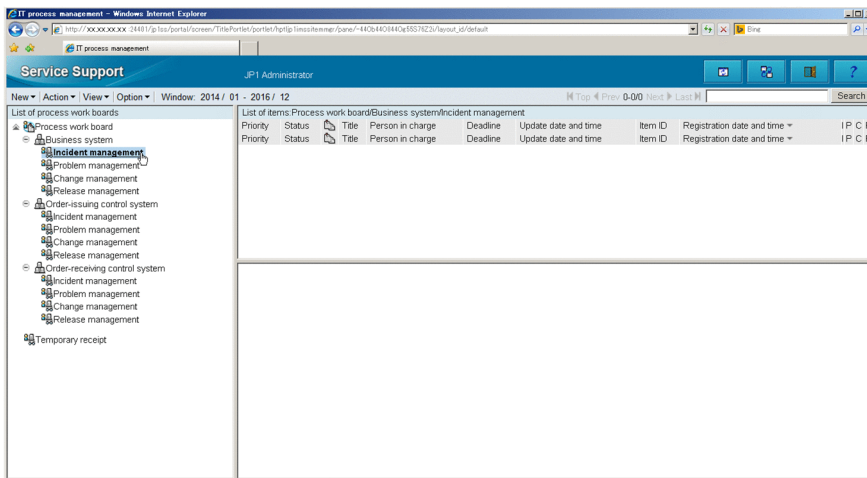 IT process management - Windows Internet Explorer
Bing
IT process management
Service Support
JP1 Administrator
?
New Action View Option Window: 2014 / 01 - 2016 / 12
Top Prev 0-0/0 Next Last Search
List of process work boards
List of items:Process work board/Business system/Incident management
Priority Status Title Person in charge Deadline Update date and time Item ID Registration date and time I P C
Priority Status Title Person in charge Deadline Update date and time Item ID Registration date and time I P C
Process work board
Business system
Incident management
Problem management
Change management
Release management
Order-issuing control system
Incident management
Problem management
Change management
Release management
Order-receiving control system
Incident management
Problem management
Change management
Release management
Temporary receipt